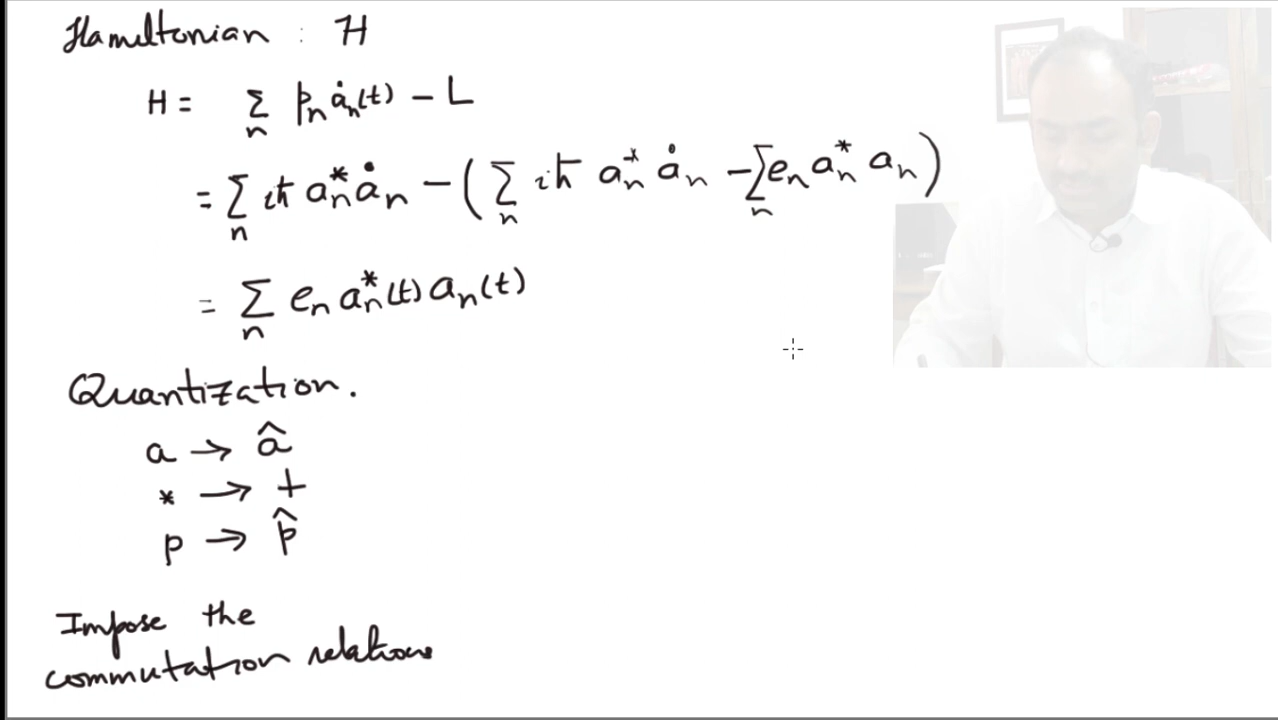 Hamiltonian : H
H = ∑ₙ pₙ ȧₙ(t) − L
= ∑ₙ iħ aₙ* ȧₙ − ( ∑ₙ iħ aₙ* ȧₙ − ∑ₙ eₙ aₙ* aₙ )
= ∑ₙ eₙ aₙ*(t) aₙ(t)
Quantization.
a → â
* → +
p → p̂
Impose the
commutation relations